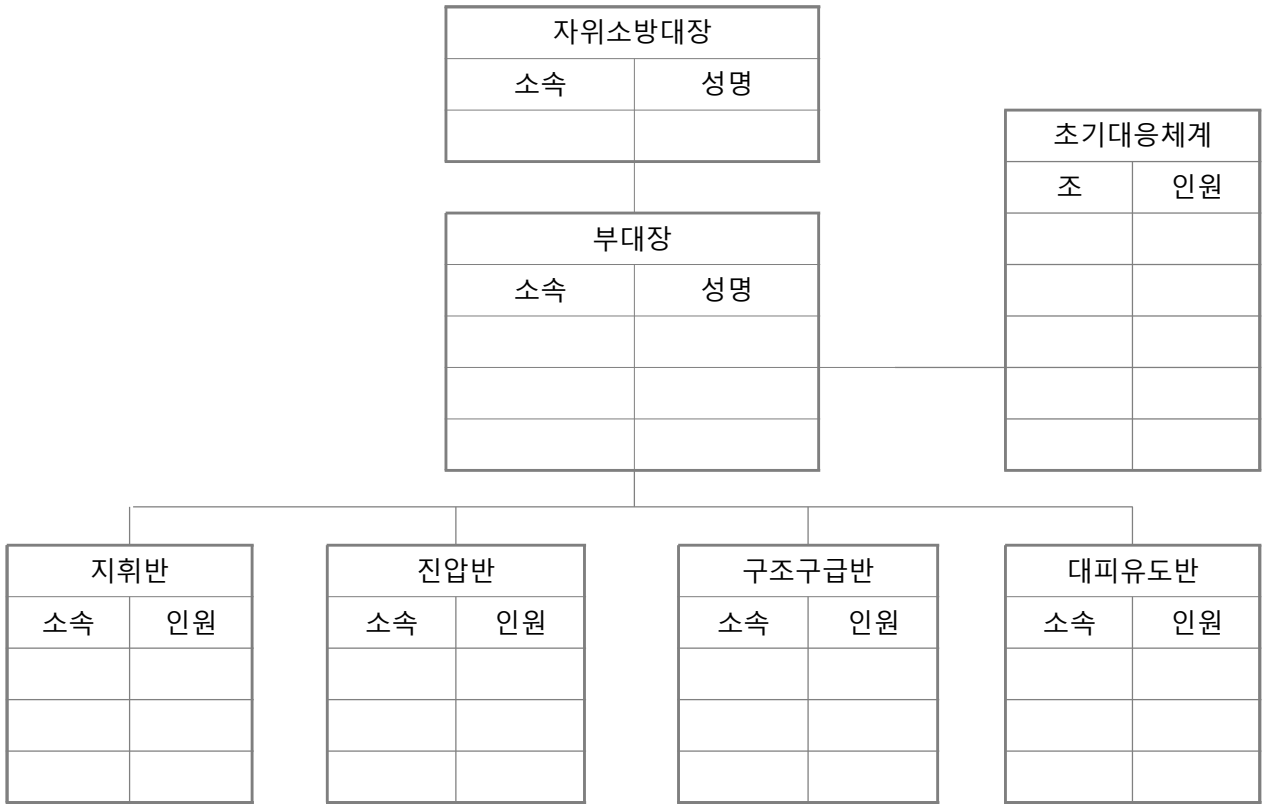 자위소방대장
소속 성명
초기대응체계
조 인원
부대장
소속 성명
지휘반 진압반 구조구급반 대피유도반
소속 인원 소속 인원 소속 인원 소속 인원